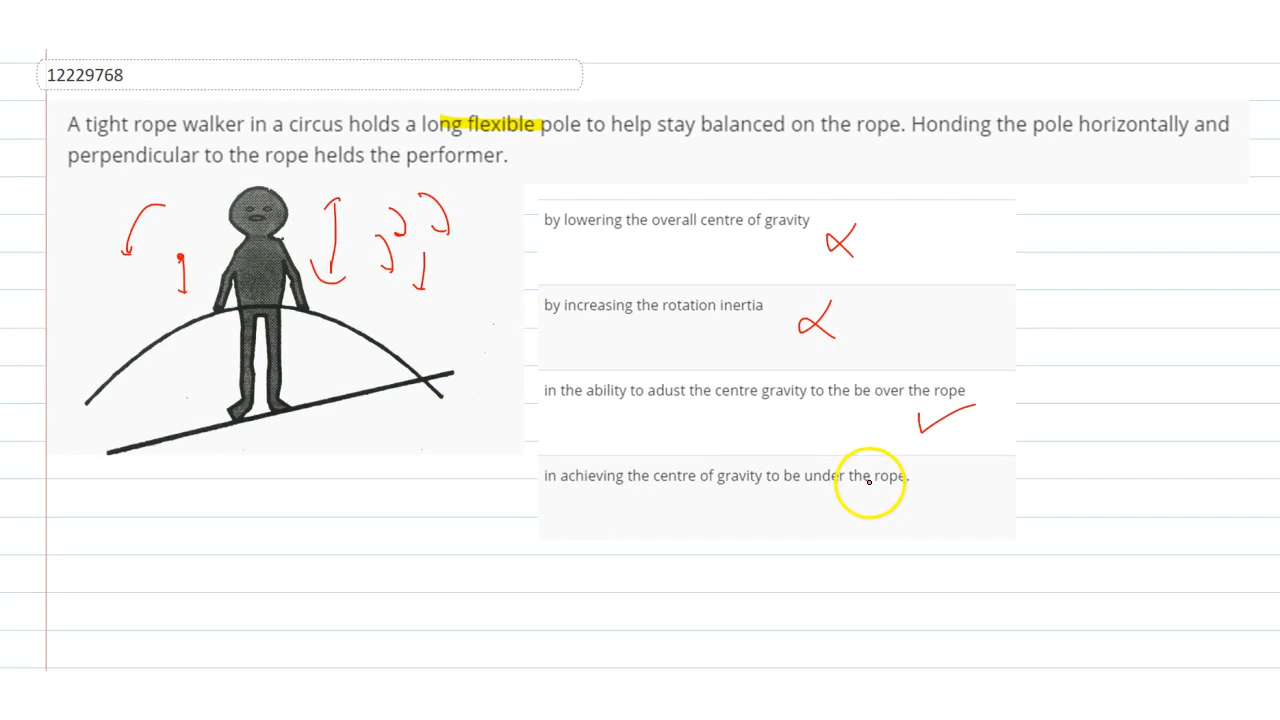 12229768
A tight rope walker in a circus holds a long flexible pole to help stay balanced on the rope. Honding the pole horizontally and
perpendicular to the rope helds the performer.
by lowering the overall centre of gravity
by increasing the rotation inertia
in the ability to adust the centre gravity to the be over the rope
in achieving the centre of gravity to be under the rope.